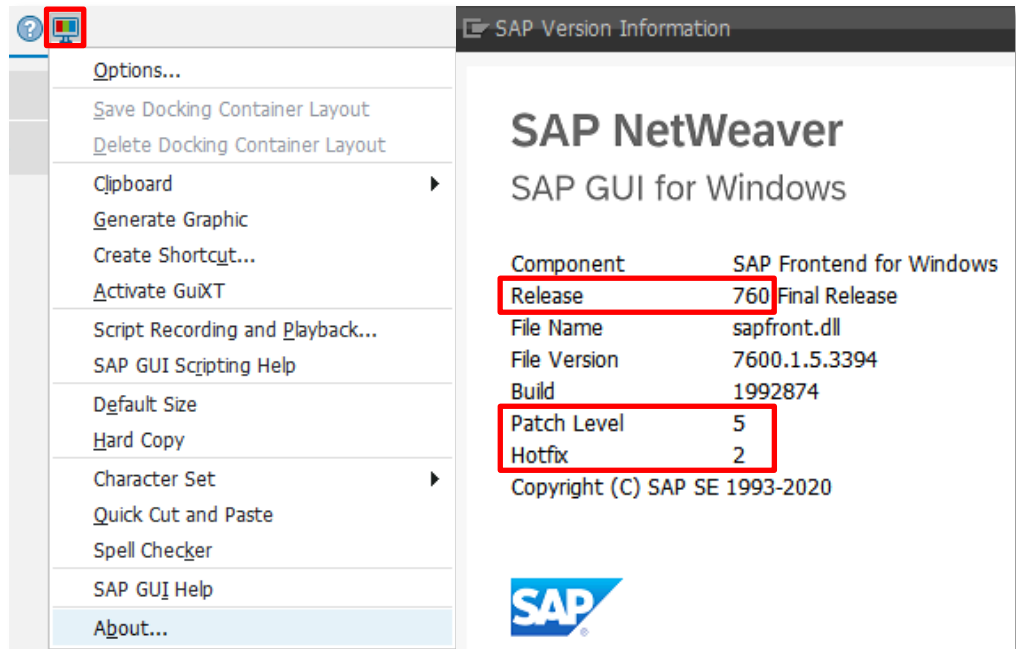 ?
Options...
Save Docking Container Layout
Delete Docking Container Layout
Clipboard
Generate Graphic
Create Shortcut...
Activate GuiXT
Script Recording and Playback...
SAP GUI Scripting Help
Default Size
Hard Copy
Character Set
Quick Cut and Paste
Spell Checker
SAP GUI Help
About...
SAP Version Information
SAP NetWeaver
SAP GUI for Windows
Component SAP Frontend for Windows
Release 760 Final Release
File Name sapfront.dll
File Version 7600.1.5.3394
Build 1992874
Patch Level 5
Hotfix 2
Copyright (C) SAP SE 1993-2020
SAP
®